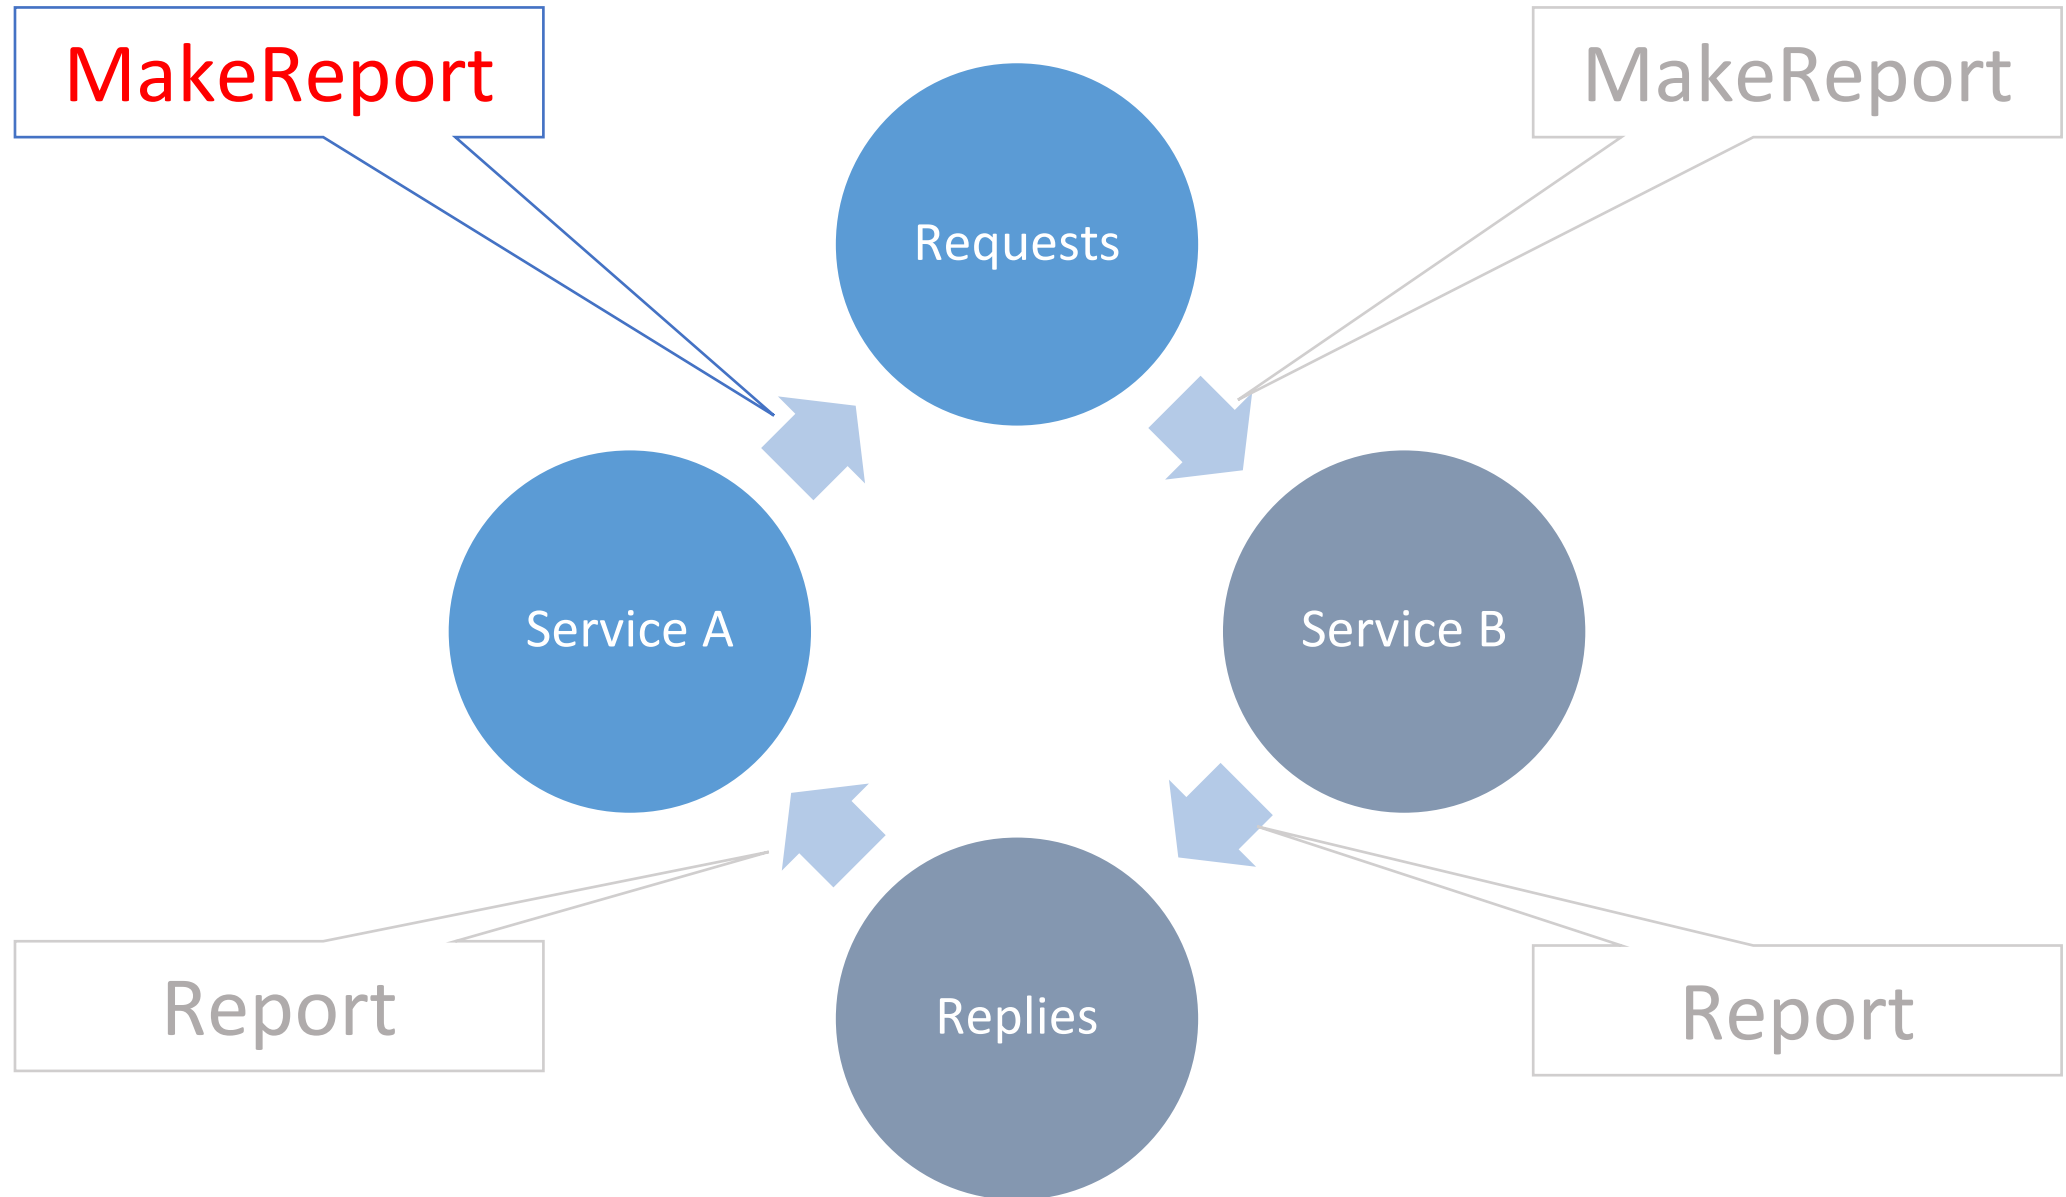 MakeReport
MakeReport
Requests
Service A
Service B
Report
Replies
Report